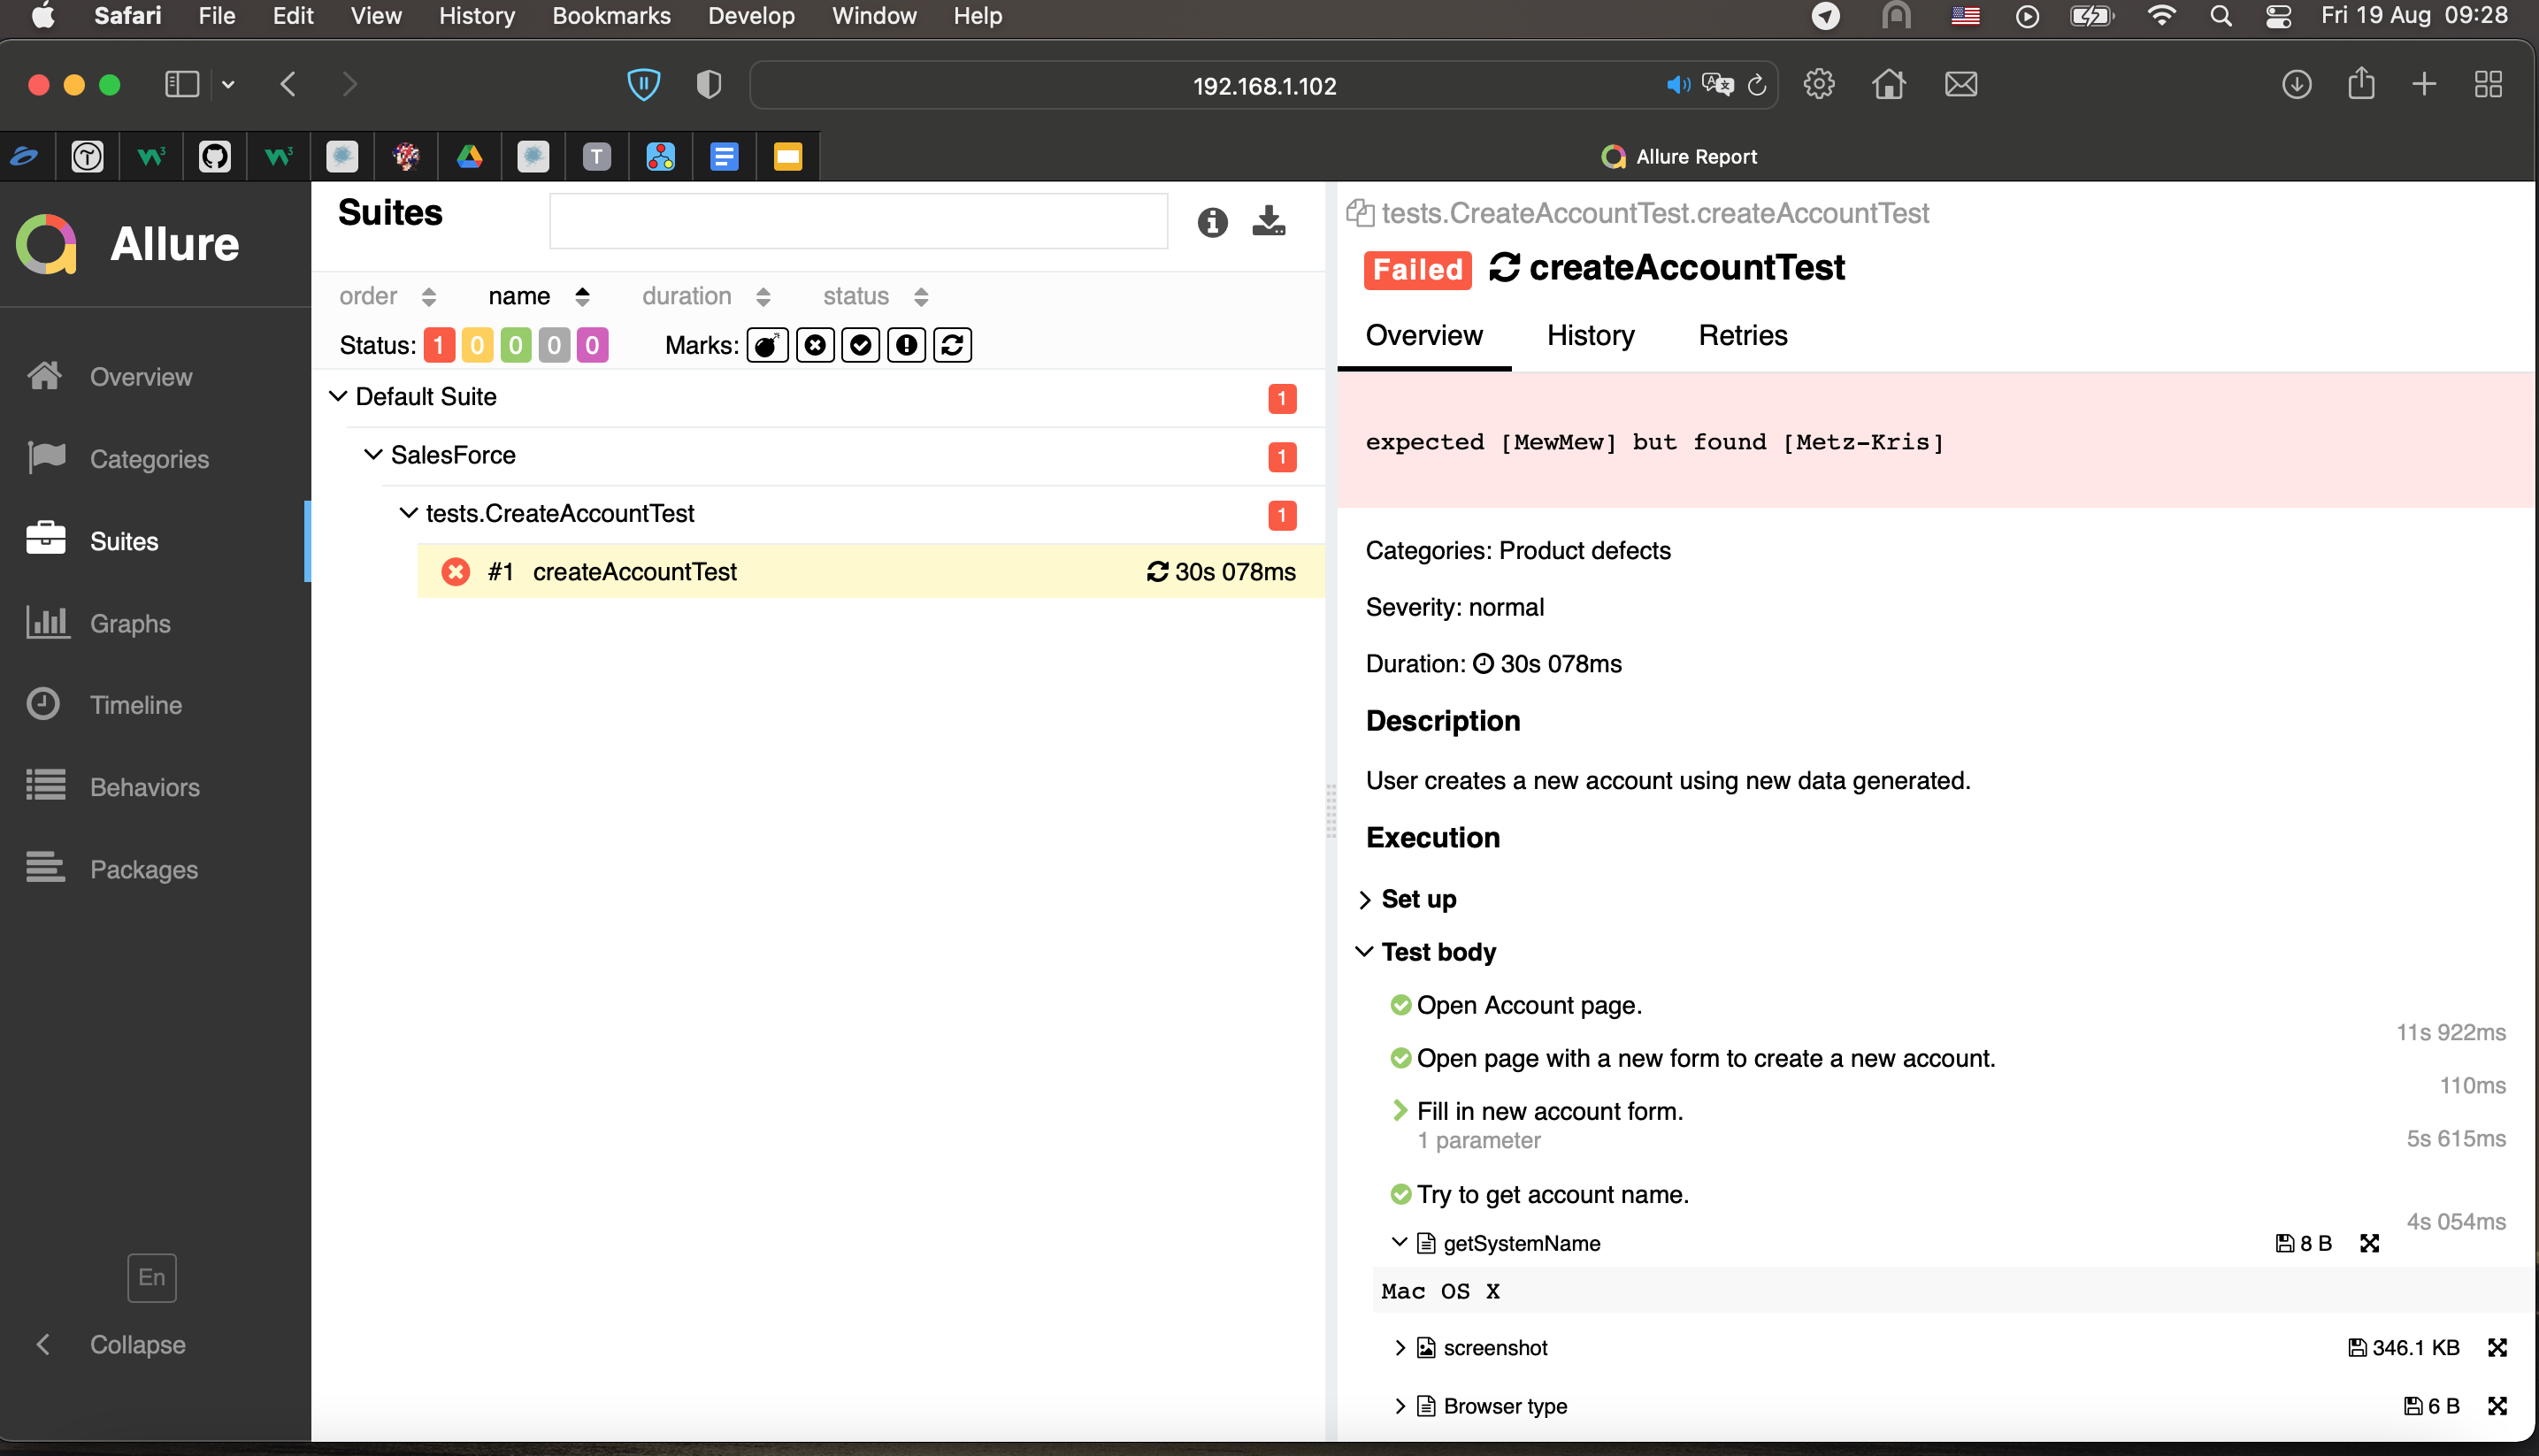 Safari File Edit View History Bookmarks Develop Window Help Fri 19 Aug 09:28
192.168.1.102
T Allure Report
Allure
Overview
Categories
Suites
Graphs
Timeline
Behaviors
Packages
En
Collapse
Suites
order name duration status
Status: 1 0 0 0 0 Marks:
Default Suite 1
SalesForce 1
tests.CreateAccountTest 1
#1 createAccountTest 30s 078ms
tests.CreateAccountTest.createAccountTest
Failed createAccountTest
Overview History Retries
expected [MewMew] but found [Metz-Kris]
Categories: Product defects
Severity: normal
Duration: 30s 078ms
Description
User creates a new account using new data generated.
Execution
Set up
Test body
Open Account page.
11s 922ms
Open page with a new form to create a new account.
110ms
Fill in new account form.
1 parameter 5s 615ms
Try to get account name.
4s 054ms
getSystemName 8 B
Mac OS X
screenshot 346.1 KB
Browser type 6 B